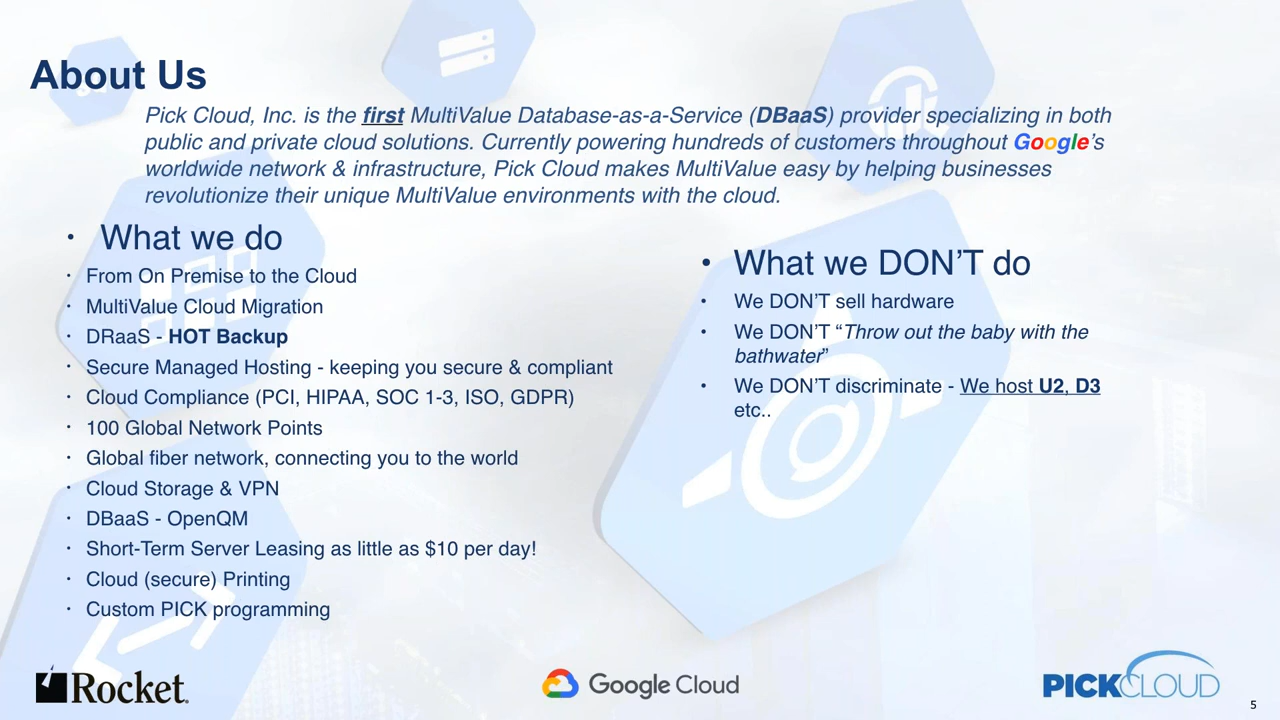 About Us
Pick Cloud, Inc. is the first MultiValue Database-as-a-Service (DBaaS) provider specializing in both
public and private cloud solutions. Currently powering hundreds of customers throughout Google’s
worldwide network & infrastructure, Pick Cloud makes MultiValue easy by helping businesses
revolutionize their unique MultiValue environments with the cloud.
• What we do
• From On Premise to the Cloud
• MultiValue Cloud Migration
• DRaaS - HOT Backup
• Secure Managed Hosting - keeping you secure & compliant
• Cloud Compliance (PCI, HIPAA, SOC 1-3, ISO, GDPR)
• 100 Global Network Points
• Global fiber network, connecting you to the world
• Cloud Storage & VPN
• DBaaS - OpenQM
• Short-Term Server Leasing as little as $10 per day!
• Cloud (secure) Printing
• Custom PICK programming
• What we DON’T do
• We DON’T sell hardware
• We DON’T “Throw out the baby with the
bathwater”
• We DON’T discriminate - We host U2, D3
etc..
Rocket.
Google Cloud
PICKCLOUD
5